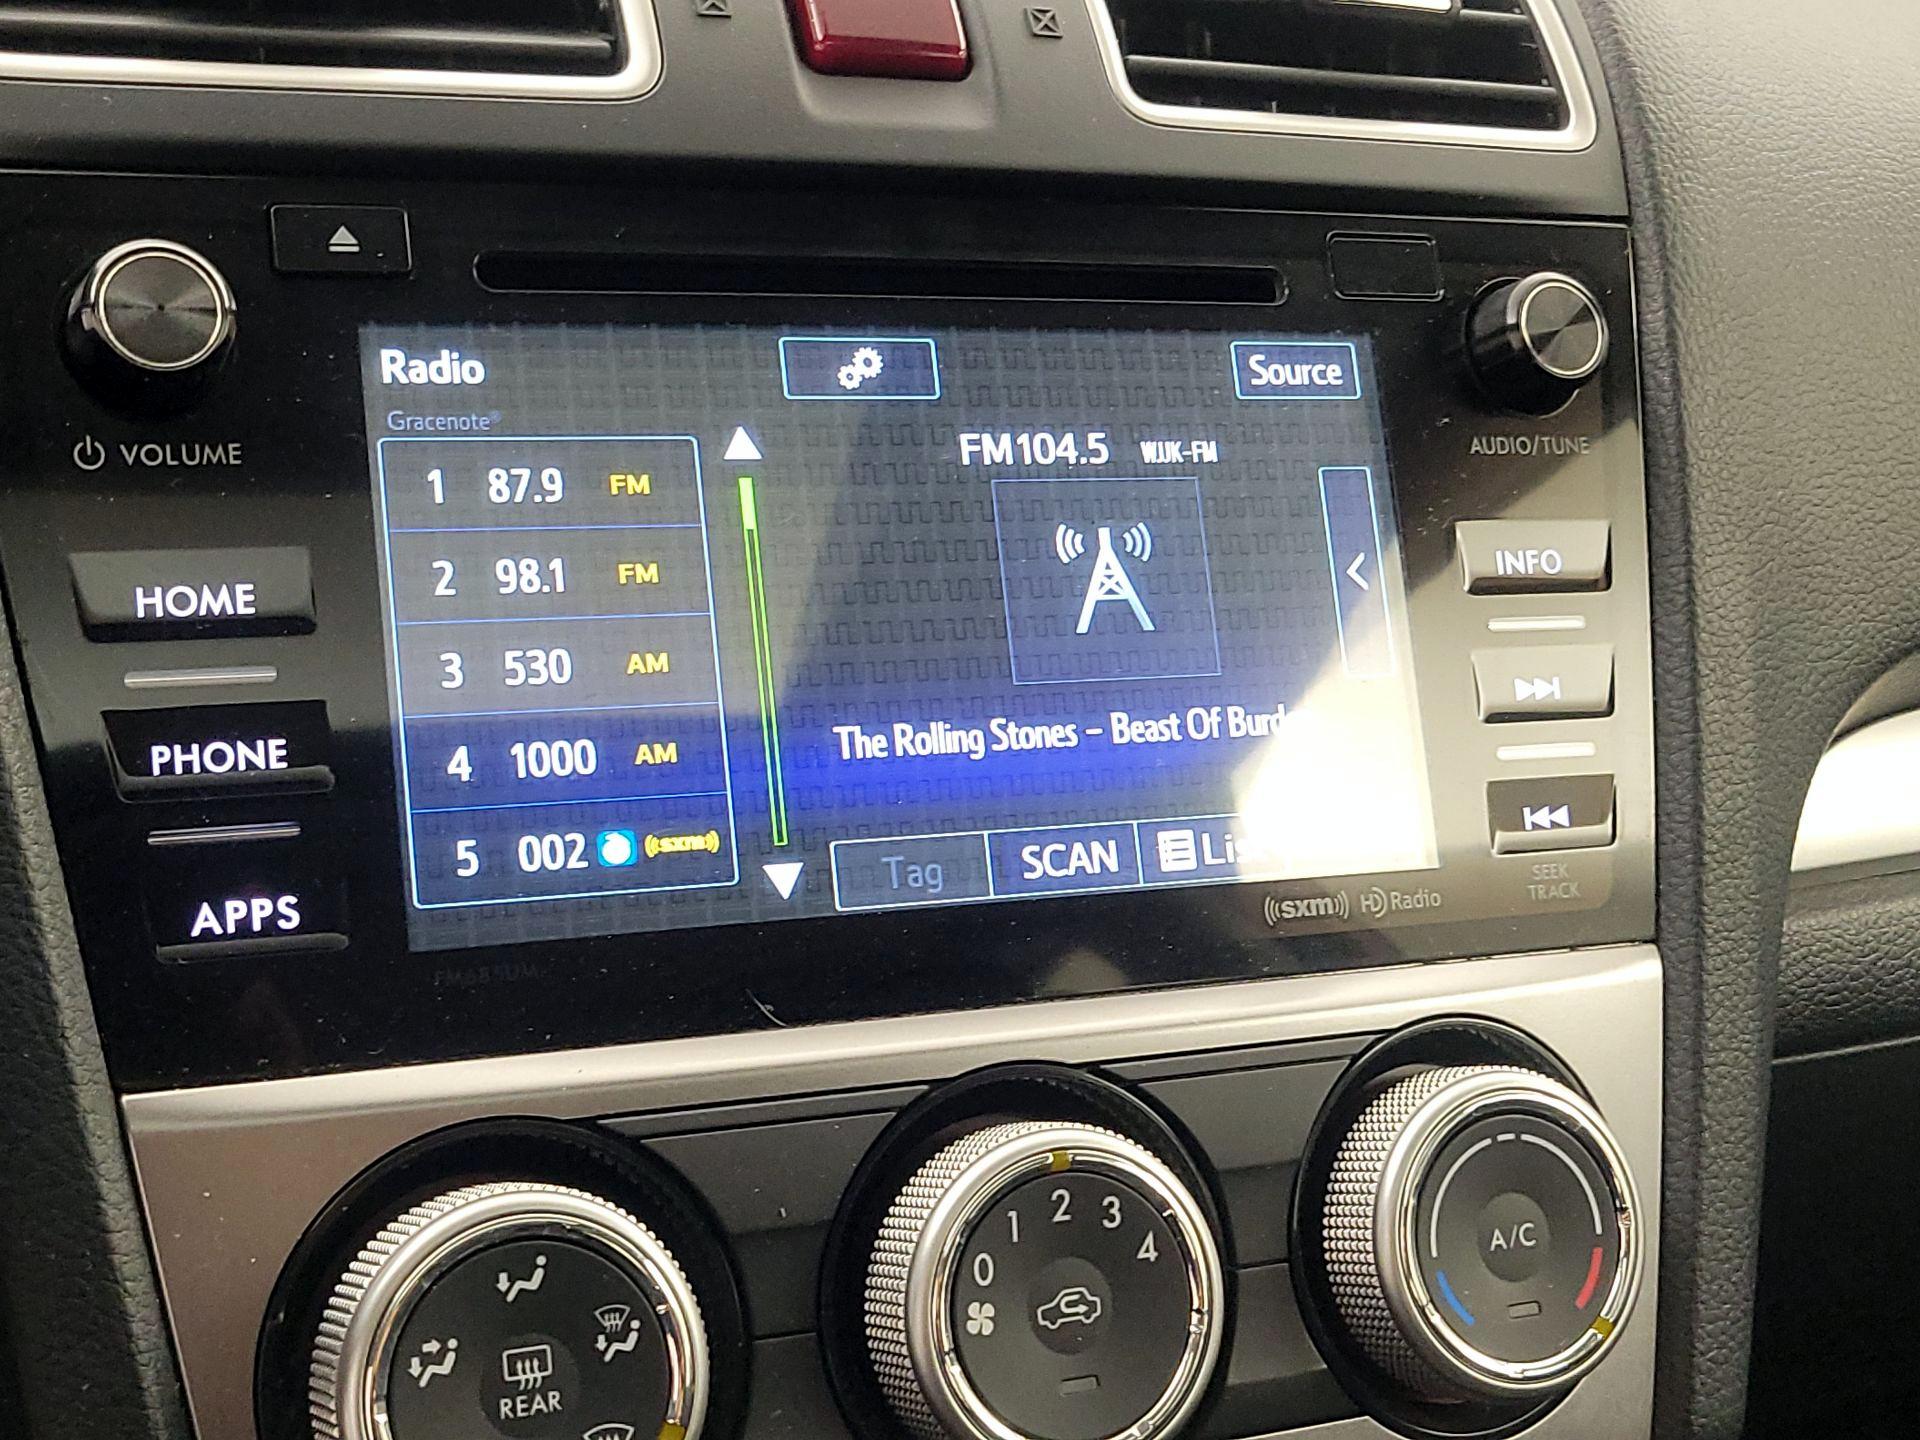 Radio
Source
Gracenote®
FM104.5 WJJK-FM
1 87.9 FM
2 98.1 FM
3 530 AM
4 1000 AM
5 002 ((sxm))
The Rolling Stones - Beast Of Burd
Tag
SCAN
Lis
VOLUME
HOME
PHONE
APPS
AUDIO/TUNE
INFO
SEEK
TRACK
((sxm)) HD Radio
REAR
0 1 2 3 4
A/C